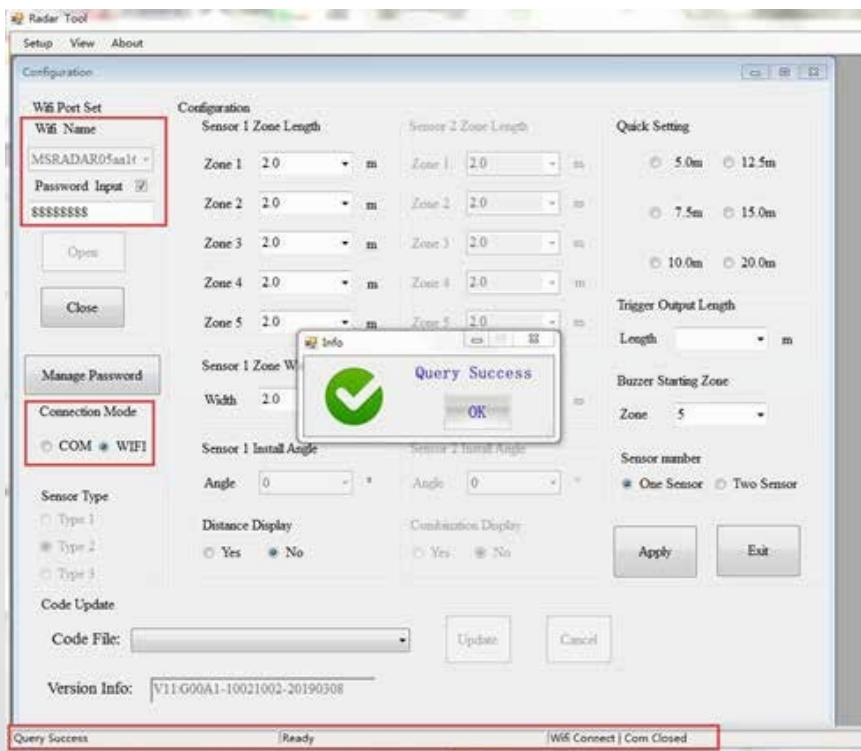 Radar Tool
Setup View About
Configuration
Wifi Port Set
Wifi Name
Password Input
$$$$$$$$
Open
Close
Manage Password
Connection Mode
COM WIFI
Sensor Type
Type 1
Type 2
Type 3
Configuration
Sensor 1 Zone Length
Zone 1 2.0 m
Zone 2 2.0 m
Zone 3 2.0 m
Zone 4 2.0 m
Zone 5 2.0 m
Sensor 1 Zone
Width 2.0
Sensor 1 Install Angle
Angle 0 °
Distance Display
Yes No
Sensor 2 Zone Length
Zone 1 2.0 m
Zone 2 2.0 m
Zone 3 2.0 m
Zone 4 2.0 m
Zone 5 2.0 m
m
Sensor 2 Install Angle
Angle 0 °
Combination Display
Yes No
Info
Query Success
OK
Quick Setting
5.0m 12.5m
7.5m 15.0m
10.0m 20.0m
Trigger Output Length
Length m
Buzzer Starting Zone
Zone 5
Sensor number
One Sensor Two Sensor
Apply Exit
Code Update
Code File: Update Cancel
Version Info: V11:G00A1-10021002-20190308
Query Success Ready Wifi Connect | Com Closed